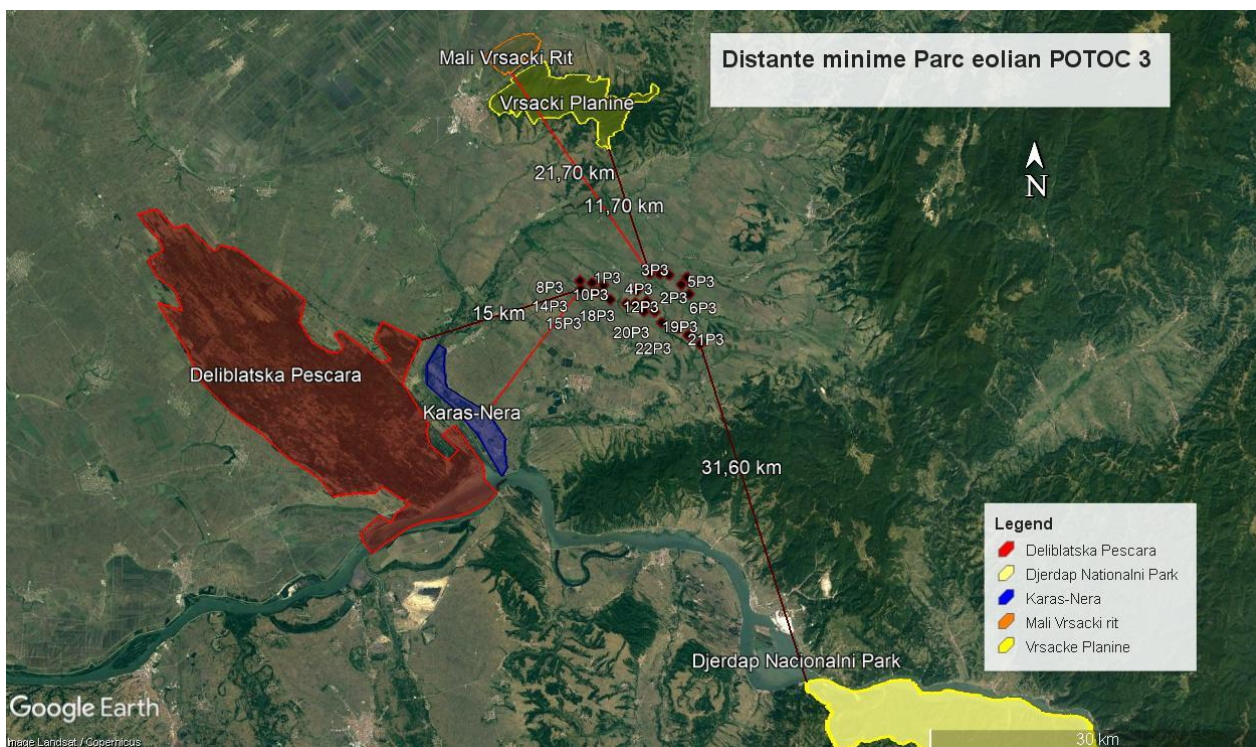 Distante minime Parc eolian POTOC 3
Mali Vrsacki Rit
Vrsacki Planine
N
21,70 km
11,70 km
3P3
1P3
5P3
8P3
4P3
10P3
2P3
14P3
12P3
6P3
15 km
18P3
15P3
19P3
20P3
21P3
22P3
Deliblatska Pescara
Karas-Nera
31,60 km
Legend
Deliblatska Pescara
Djerdap Nationalni Park
Karas-Nera
Mali Vrsacki rit
Vrsacke Planine
Djerdap Nacionalni Park
Google Earth
Image Landsat / Copernicus
30 km